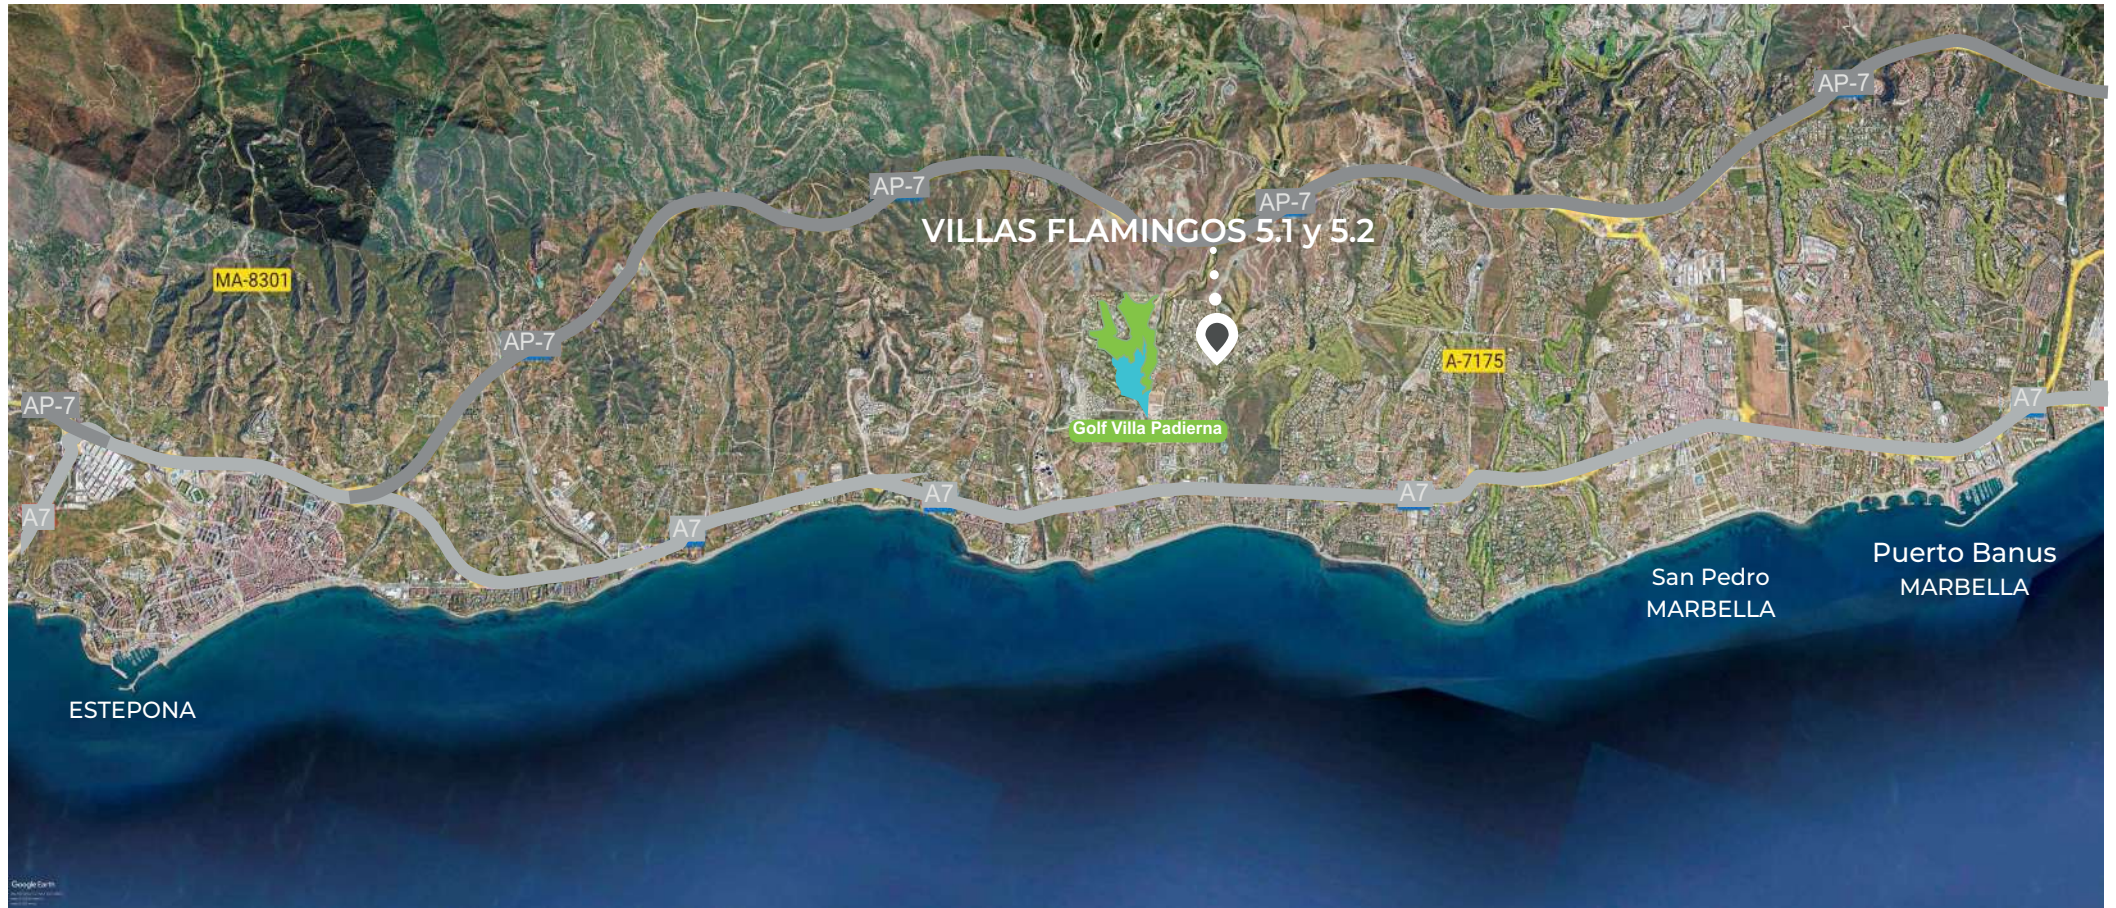 AP-7
AP-7
AP-7
VILLAS FLAMINGOS 5.1 y 5.2
MA-8301
AP-7
A-7175
AP-7
A7
Golf Villa Padierna
A7
A7
A7
A7
Puerto Banus
MARBELLA
San Pedro
MARBELLA
ESTEPONA
Google Earth